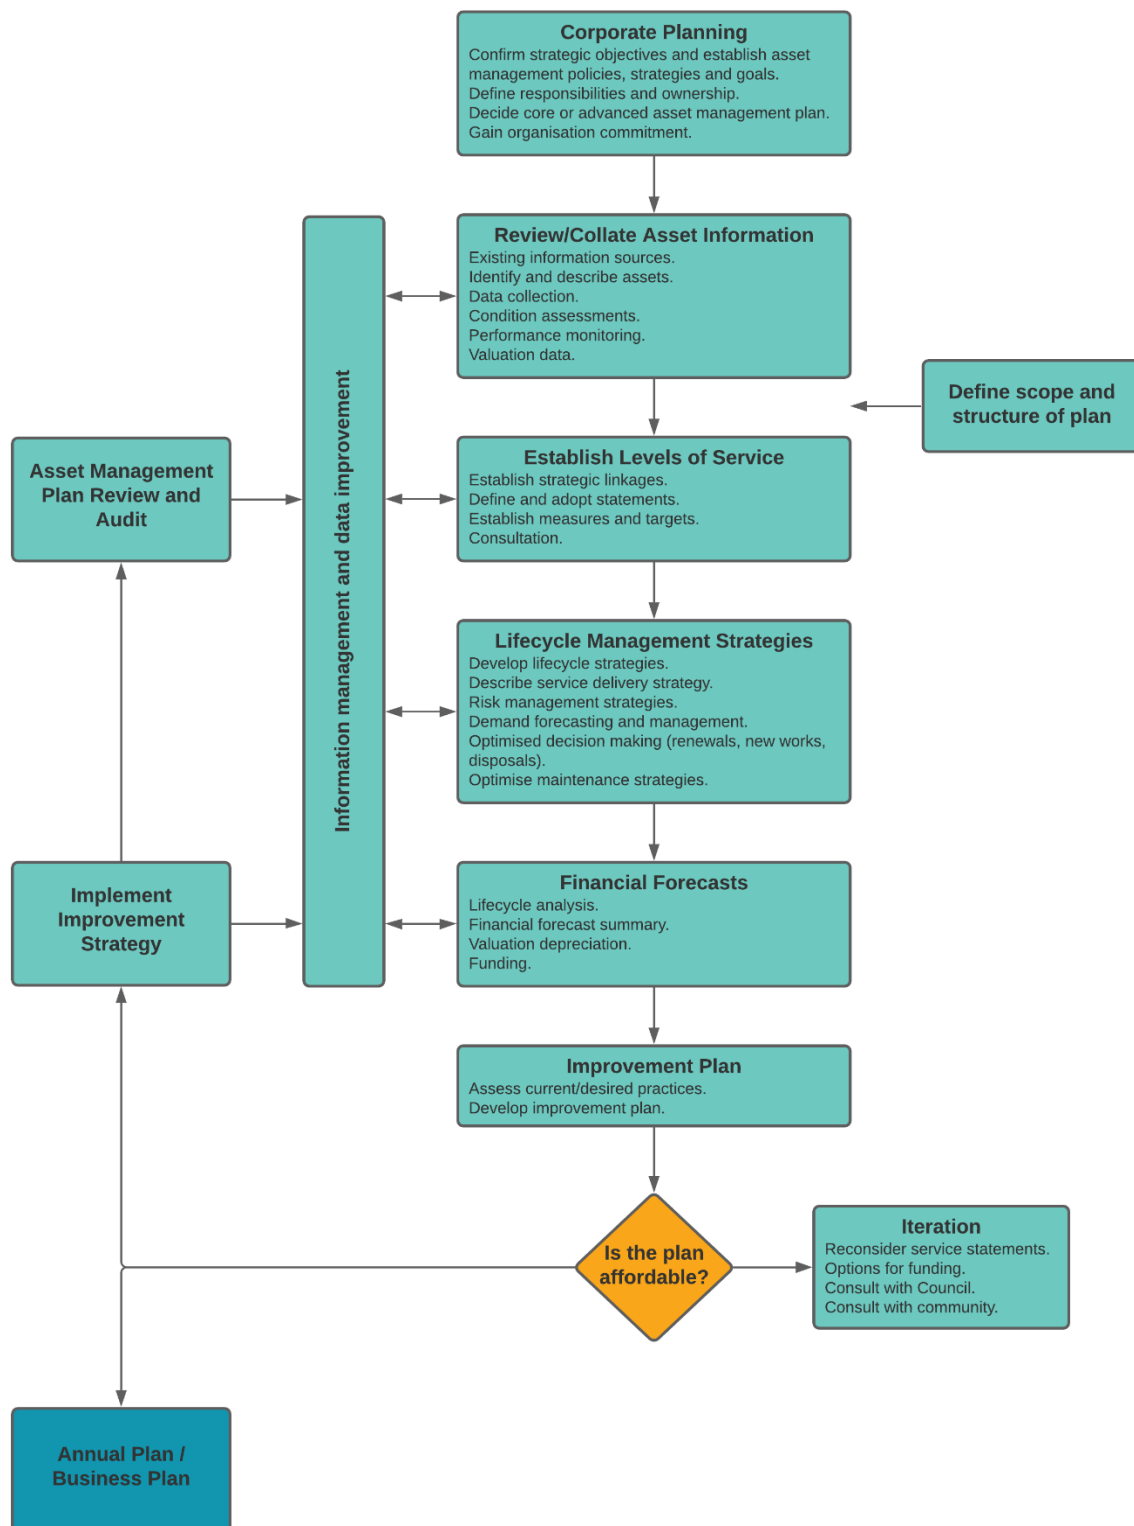 Corporate Planning
Confirm strategic objectives and establish asset
management policies, strategies and goals.
Define responsibilities and ownership.
Decide core or advanced asset management plan.
Gain organisation commitment.
Review/Collate Asset Information
Existing information sources.
Identify and describe assets.
Data collection.
Condition assessments.
Performance monitoring.
Valuation data.
Define scope and
structure of plan
Information management and data improvement
Asset Management
Plan Review and
Audit
Establish Levels of Service
Establish strategic linkages.
Define and adopt statements.
Establish measures and targets.
Consultation.
Lifecycle Management Strategies
Develop lifecycle strategies.
Describe service delivery strategy.
Risk management strategies.
Demand forecasting and management.
Optimised decision making (renewals, new works,
disposals).
Optimise maintenance strategies.
Implement
Improvement
Strategy
Financial Forecasts
Lifecycle analysis.
Financial forecast summary.
Valuation depreciation.
Funding.
Improvement Plan
Assess current/desired practices.
Develop improvement plan.
Is the plan
affordable?
Iteration
Reconsider service statements.
Options for funding.
Consult with Council.
Consult with community.
Annual Plan /
Business Plan